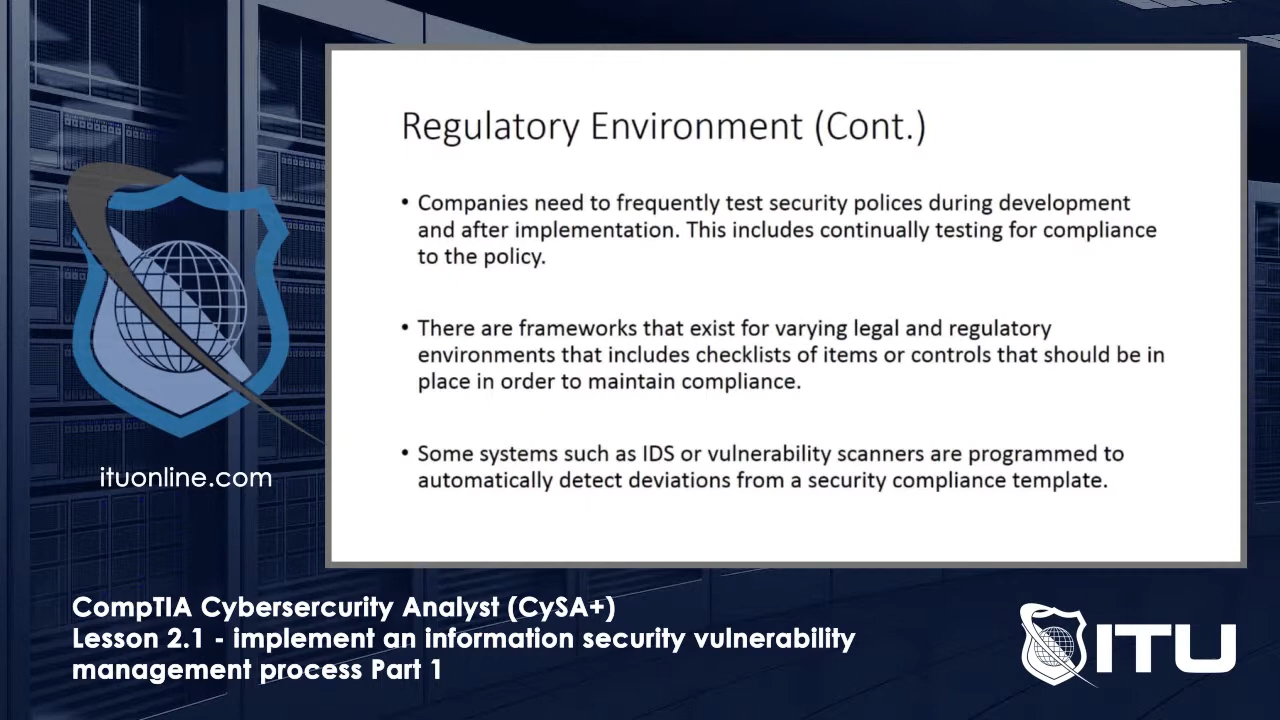 Regulatory Environment (Cont.)
• Companies need to frequently test security polices during development
and after implementation. This includes continually testing for compliance
to the policy.
• There are frameworks that exist for varying legal and regulatory
environments that includes checklists of items or controls that should be in
place in order to maintain compliance.
• Some systems such as IDS or vulnerability scanners are programmed to
automatically detect deviations from a security compliance template.
ituonline.com
CompTIA Cybersercurity Analyst (CySA+)
Lesson 2.1 - implement an information security vulnerability
management process Part 1
ITU